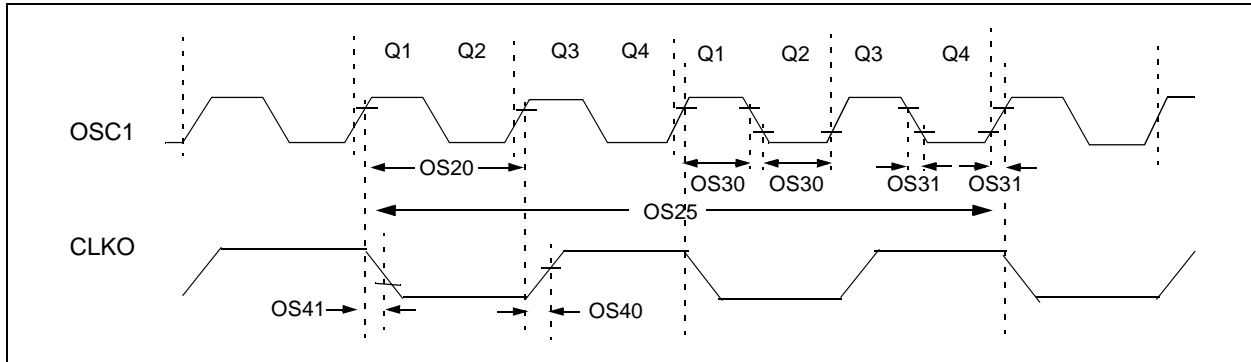 Q1 Q2 Q3 Q4 Q1 Q2 Q3 Q4
OSC1
OS20 OS30 OS30 OS31 OS31
OS25
CLKO
OS41 OS40